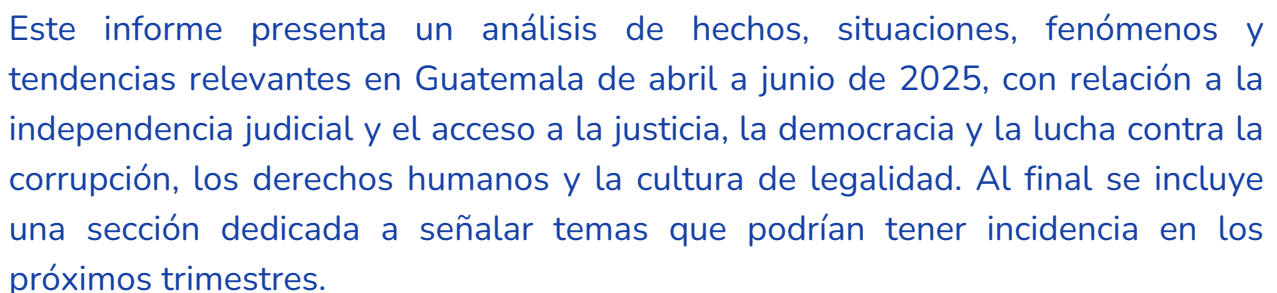 Este informe presenta un análisis de hechos, situaciones, fenómenos y
tendencias relevantes en Guatemala de abril a junio de 2025, con relación a la
independencia judicial y el acceso a la justicia, la democracia y la lucha contra la
corrupción, los derechos humanos y la cultura de legalidad. Al final se incluye
una sección dedicada a señalar temas que podrían tener incidencia en los
próximos trimestres.